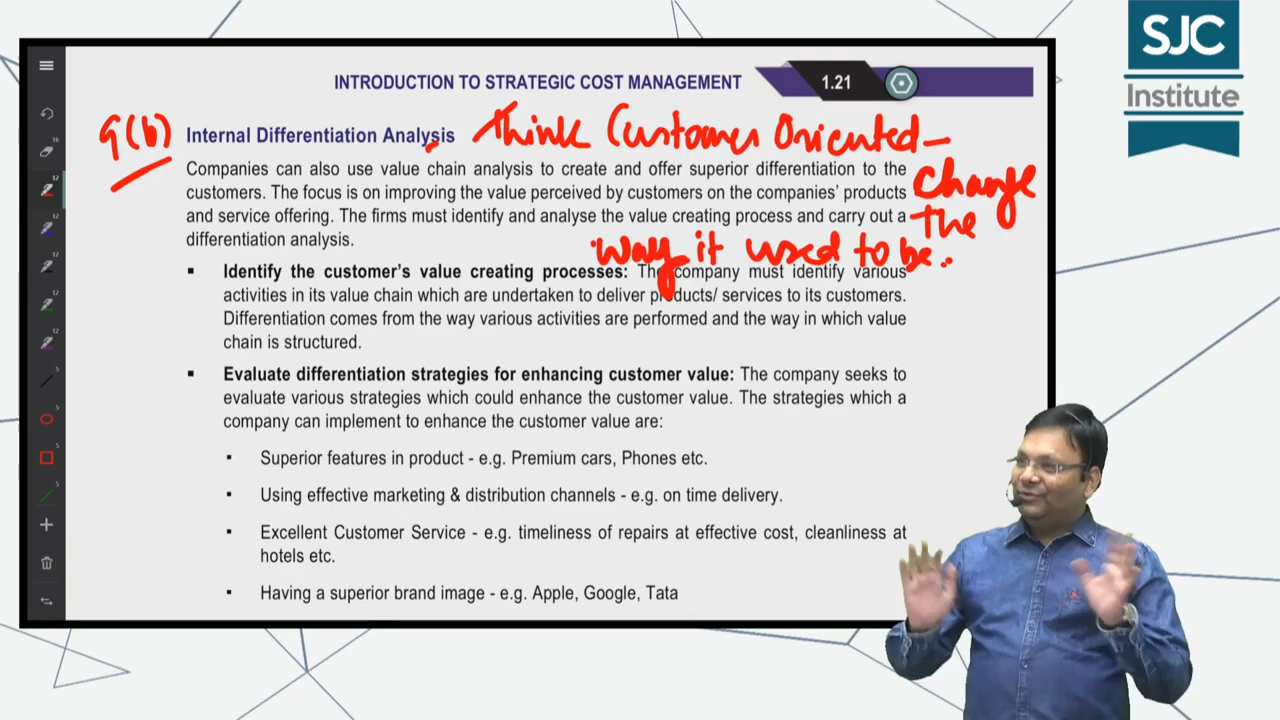 SJC
Institute
INTRODUCTION TO STRATEGIC COST MANAGEMENT 1.21
9(b) Internal Differentiation Analysis Think Customer Oriented -
Change
the
way it used to be.
Companies can also use value chain analysis to create and offer superior differentiation to the
customers. The focus is on improving the value perceived by customers on the companies' products
and service offering. The firms must identify and analyse the value creating process and carry out a
differentiation analysis.
▪ Identify the customer's value creating processes: The company must identify various
activities in its value chain which are undertaken to deliver products/ services to its customers.
Differentiation comes from the way various activities are performed and the way in which value
chain is structured.
▪ Evaluate differentiation strategies for enhancing customer value: The company seeks to
evaluate various strategies which could enhance the customer value. The strategies which a
company can implement to enhance the customer value are:
▪ Superior features in product - e.g. Premium cars, Phones etc.
▪ Using effective marketing & distribution channels - e.g. on time delivery.
▪ Excellent Customer Service - e.g. timeliness of repairs at effective cost, cleanliness at
hotels etc.
▪ Having a superior brand image - e.g. Apple, Google, Tata